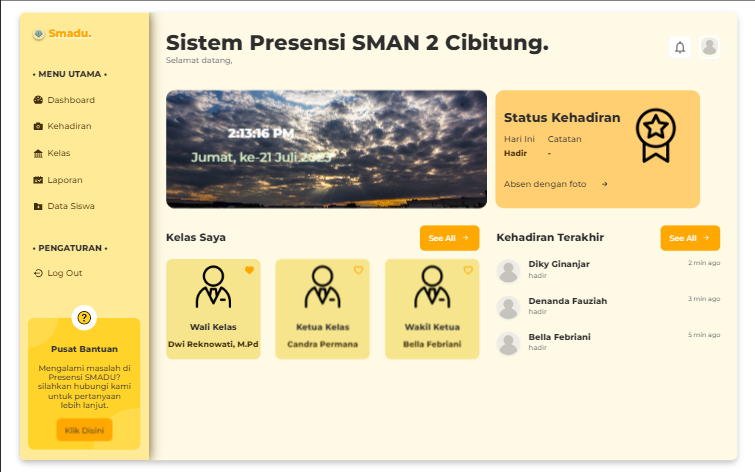 Smadu.
• MENU UTAMA •
Dashboard
Kehadiran
Kelas
Laporan
Data Siswa
• PENGATURAN •
Log Out
?
Pusat Bantuan
Mengalami masalah di
Presensi SMADU?
silahkan hubungi kami
untuk pertanyaan
lebih lanjut.
Klik Disini
Sistem Presensi SMAN 2 Cibitung.
Selamat datang,
2:13:16 PM
Jumat, ke-21 Juli 2023
Status Kehadiran
Hari Ini Catatan
Hadir -
Absen dengan foto →
Kelas Saya
See All →
Wali Kelas
Dwi Reknowati, M.Pd
Ketua Kelas
Candra Permana
Wakil Ketua
Bella Febriani
Kehadiran Terakhir
See All →
Diky Ginanjar 2 min ago
hadir
Denanda Fauziah 3 min ago
hadir
Bella Febriani 5 min ago
hadir